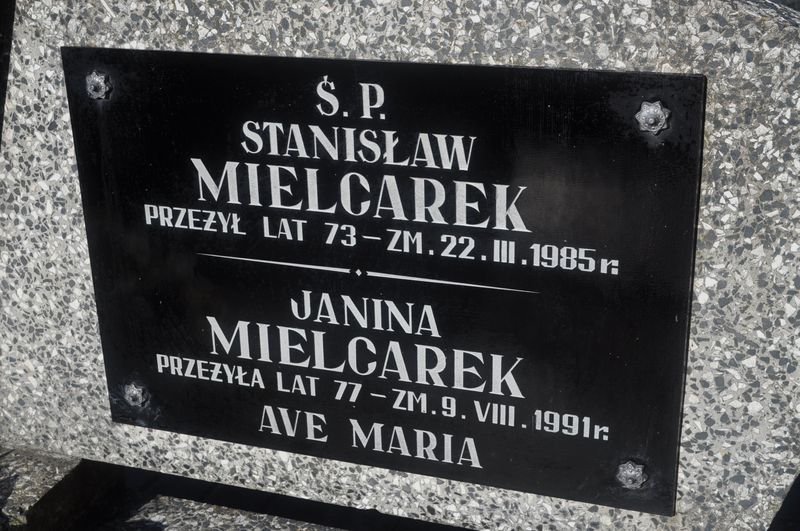 Ś. P.
STANISŁAW
MIELCAREK
PRZEŻYŁ LAT 73 – ZM. 22. III. 1985 r.
JANINA
MIELCAREK
PRZEŻYŁA LAT 77 – ZM. 9. VIII. 1991 r.
AVE MARIA